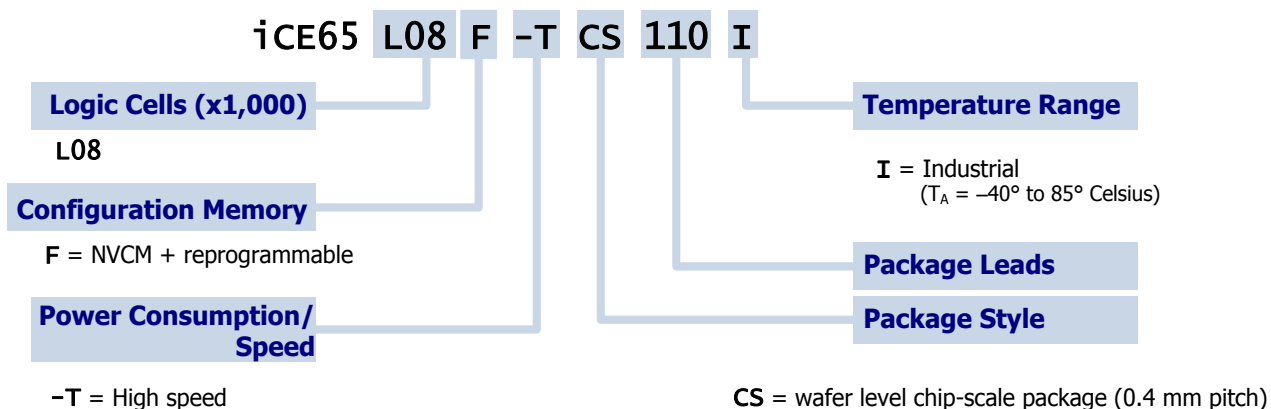 iCE65 L08 F -T CS 110 I
Logic Cells (x1,000)
L08
Configuration Memory
F = NVCM + reprogrammable
Power Consumption/
Speed
-T = High speed
Temperature Range
I = Industrial
(TA = –40° to 85° Celsius)
Package Leads
Package Style
CS = wafer level chip-scale package (0.4 mm pitch)